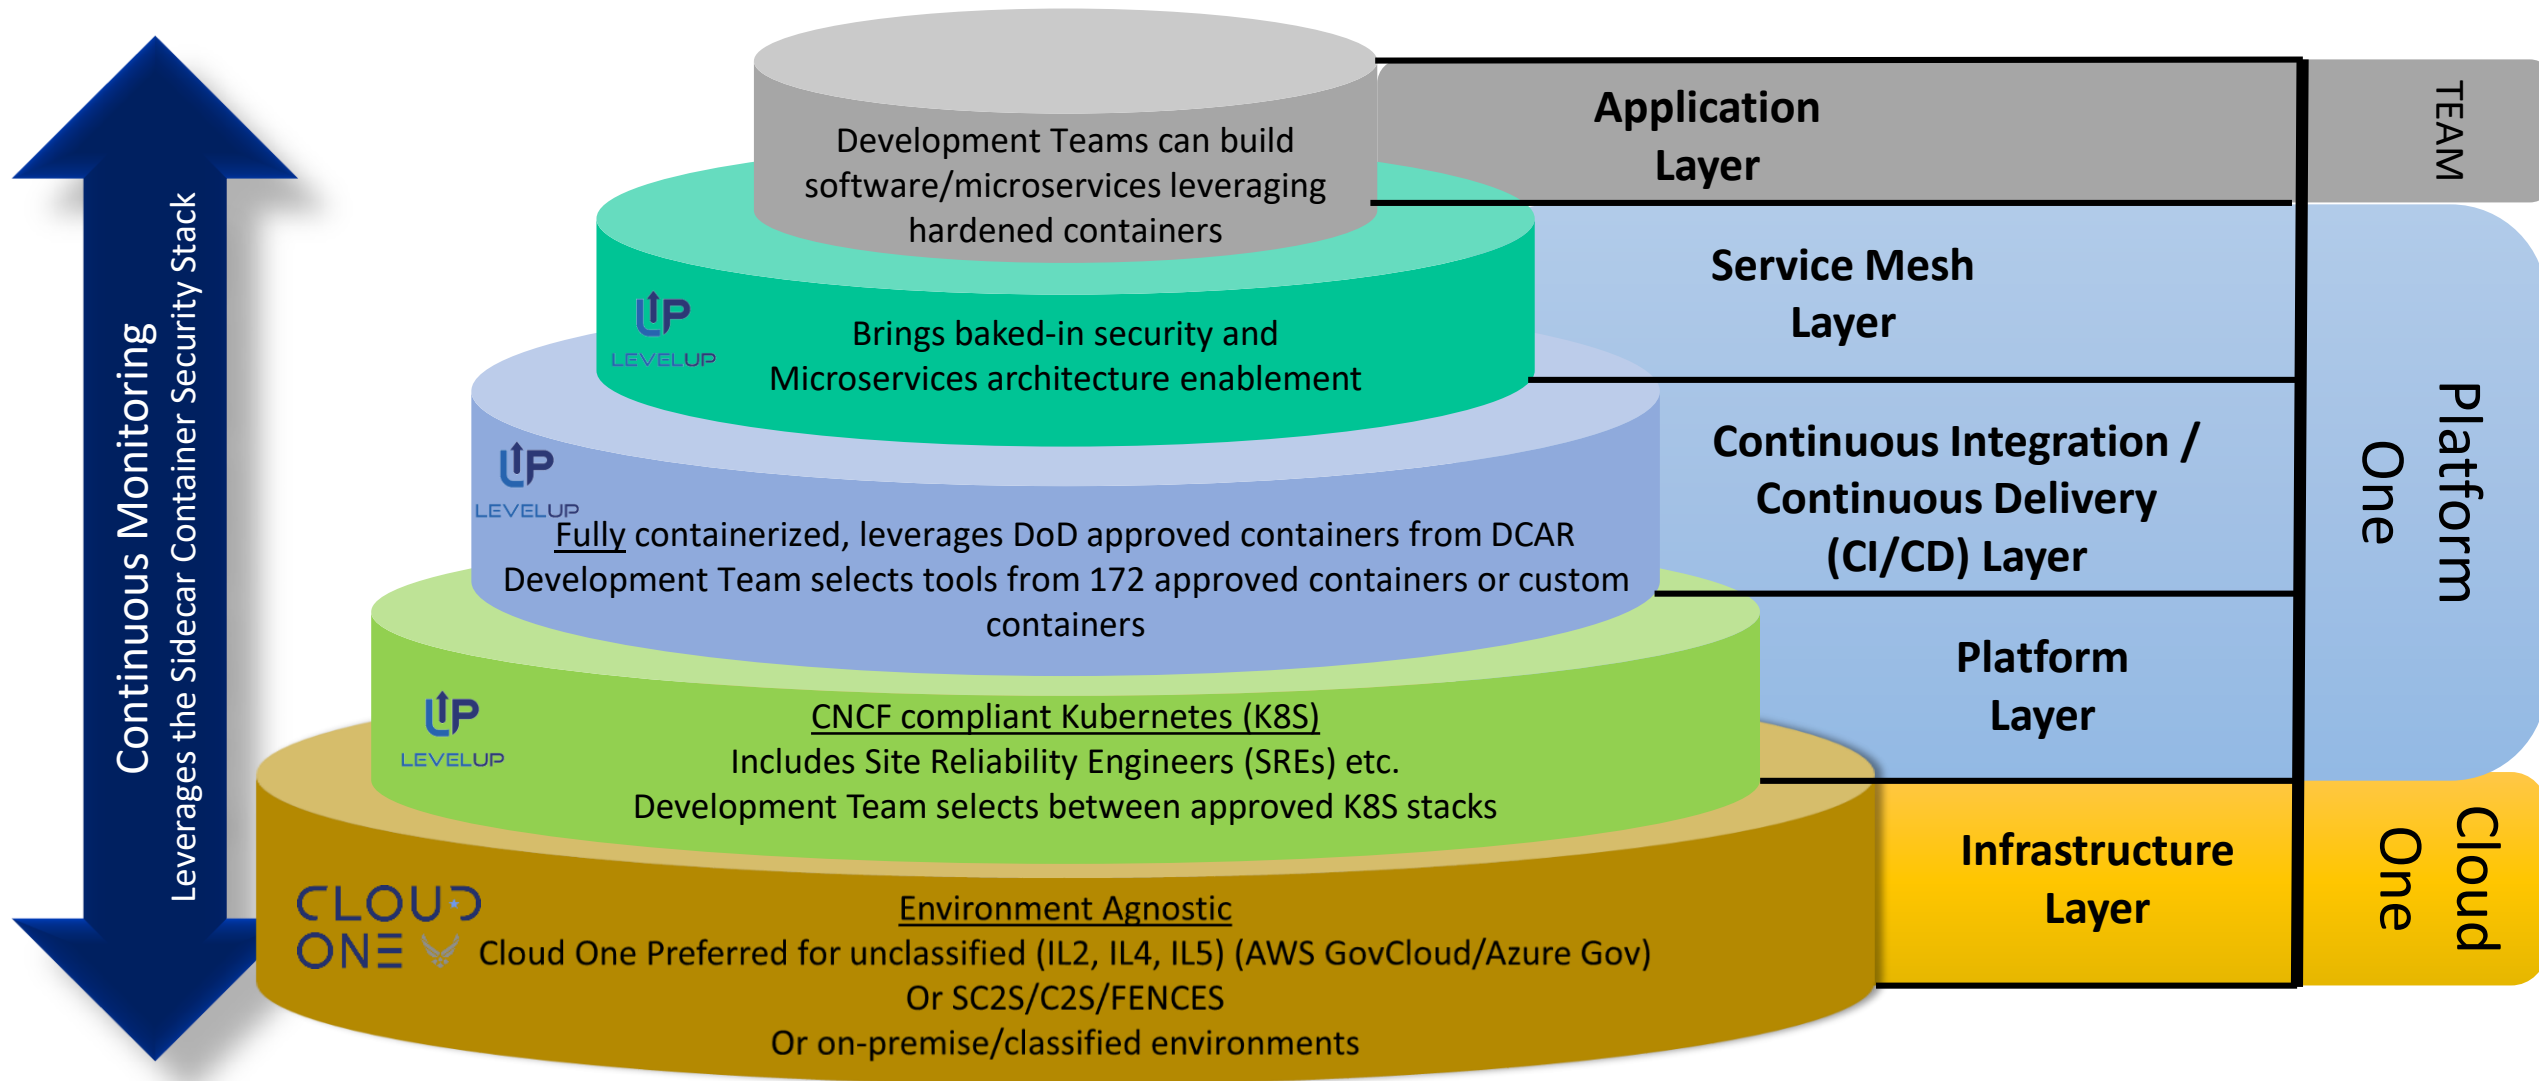 Continuous Monitoring
Leverages the Sidecar Container Security Stack
Development Teams can build
software/microservices leveraging
hardened containers
Application
Layer
TEAM
LEVELUP
Brings baked-in security and
Microservices architecture enablement
Service Mesh
Layer
LEVELUP
Fully containerized, leverages DoD approved containers from DCAR
Development Team selects tools from 172 approved containers or custom
containers
Continuous Integration /
Continuous Delivery
(CI/CD) Layer
Platform
One
LEVELUP
CNCF compliant Kubernetes (K8S)
Includes Site Reliability Engineers (SREs) etc.
Development Team selects between approved K8S stacks
Platform
Layer
CLOUD
ONE
Environment Agnostic
Cloud One Preferred for unclassified (IL2, IL4, IL5) (AWS GovCloud/Azure Gov)
Or SC2S/C2S/FENCES
Or on-premise/classified environments
Infrastructure
Layer
Cloud
One